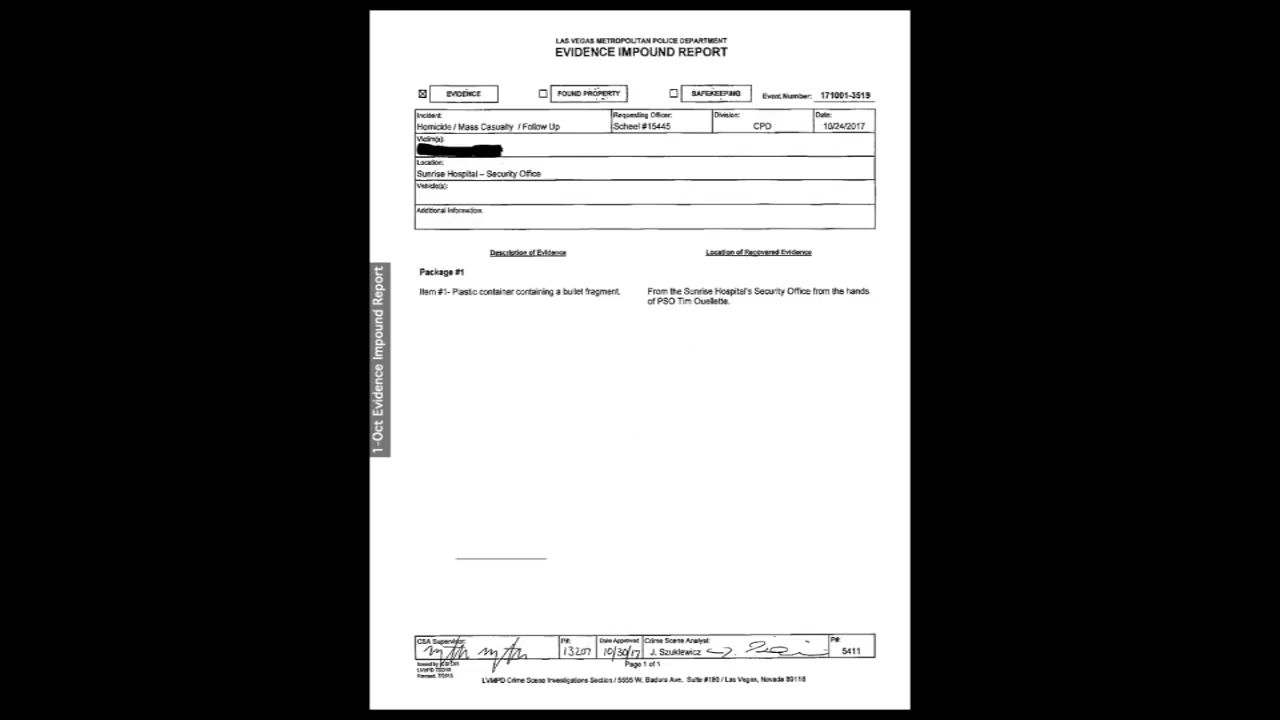 LAS VEGAS METROPOLITAN POLICE DEPARTMENT
EVIDENCE IMPOUND REPORT
EVIDENCE FOUND PROPERTY SAFEKEEPING Event Number: 171001-3519
Incident: Requesting Officer: Division: Date:
Homicide / Mass Casualty / Follow Up Scheel #15445 CPD 10/24/2017
Victim(s):
Location:
Sunrise Hospital – Security Office
Vehicle(s):
Additional Information:
Description of Evidence Location of Recovered Evidence
Package #1
Item #1- Plastic container containing a bullet fragment. From the Sunrise Hospital's Security Office from the hands
of PSO Tim Ouellette.
1-Oct Evidence Impound Report
CSA Supervisor: P#: Date Approved Crime Scene Analyst: P#:
13207 10/30/17 J. Szukiewicz 5411
Page 1 of 1
LVMPD Crime Scene Investigations Section / 5555 W. Badura Ave. Suite #180 / Las Vegas, Nevada 89118